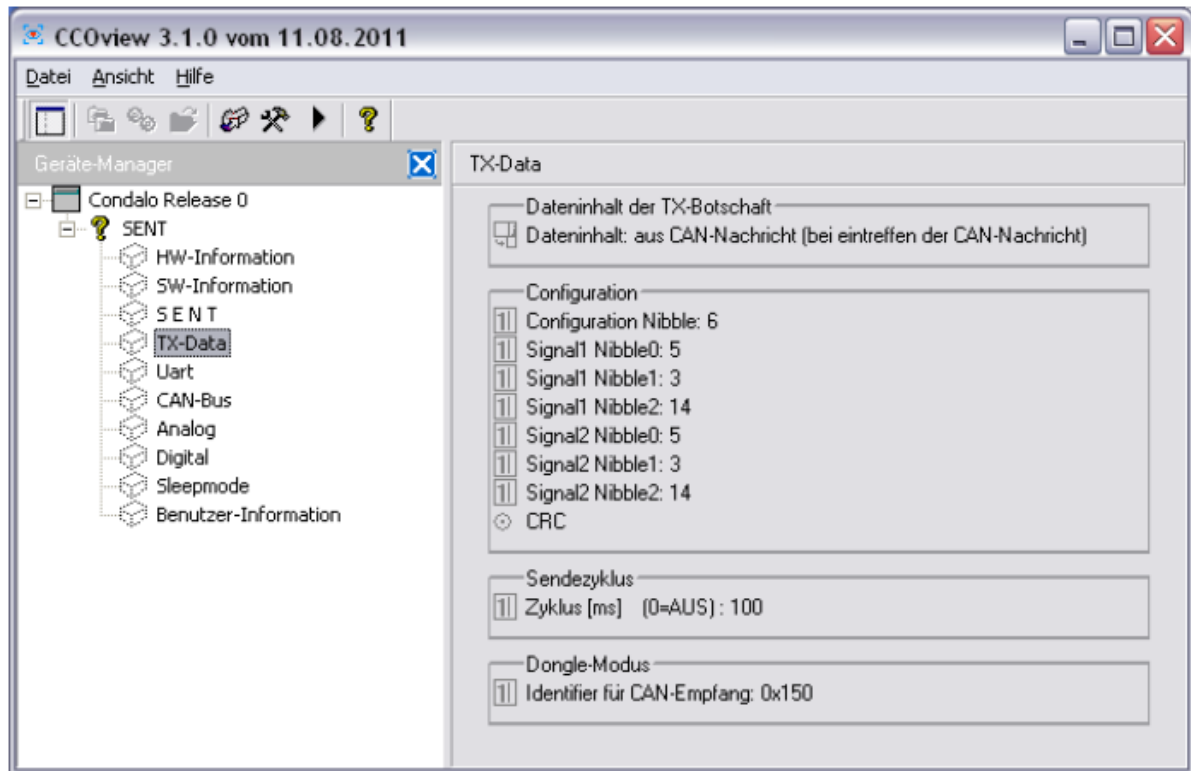 CCOview 3.1.0 vom 11.08.2011
Datei Ansicht Hilfe
Geräte-Manager
Condalo Release 0
SENT
HW-Information
SW-Information
S E N T
TX-Data
Uart
CAN-Bus
Analog
Digital
Sleepmode
Benutzer-Information
TX-Data
Dateninhalt der TX-Botschaft
Dateninhalt: aus CAN-Nachricht (bei eintreffen der CAN-Nachricht)
Configuration
Configuration Nibble: 6
Signal1 Nibble0: 5
Signal1 Nibble1: 3
Signal1 Nibble2: 14
Signal2 Nibble0: 5
Signal2 Nibble1: 3
Signal2 Nibble2: 14
CRC
Sendezyklus
Zyklus [ms] (0=AUS) : 100
Dongle-Modus
Identifier für CAN-Empfang: 0x150